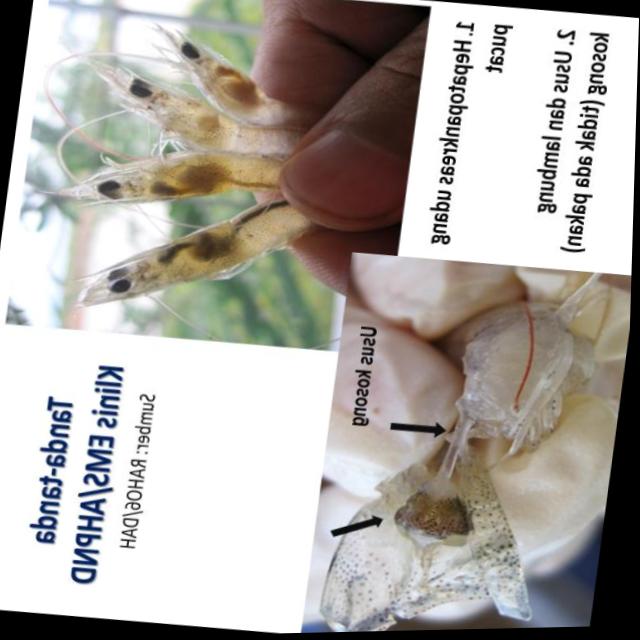 Tanda-tanda
Klinis EMS/AHPND
Sumber: RAHO6/DAH
1. Hepatopankreas udang
pucat
2. Usus dan lambung
Kosong (tidak ada pakan)
Usus kosong